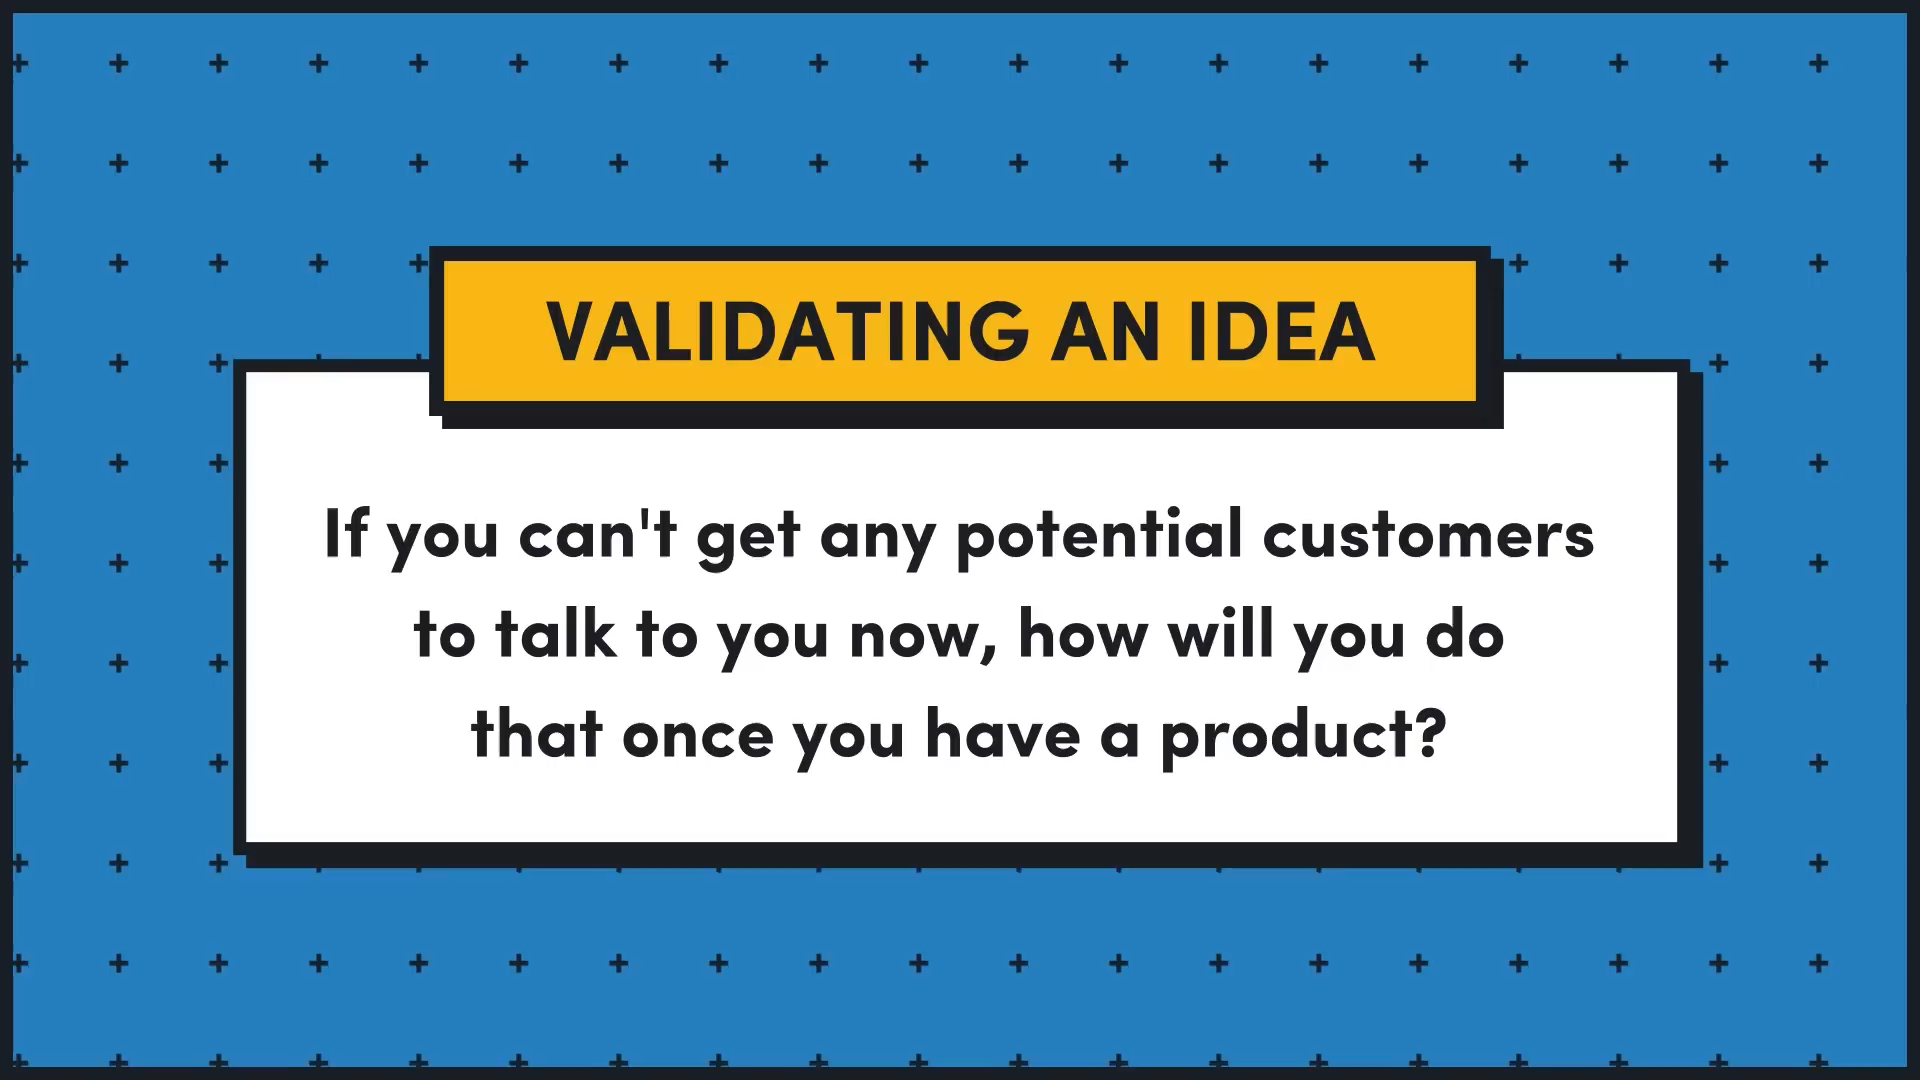 VALIDATING AN IDEA
If you can't get any potential customers
to talk to you now, how will you do
that once you have a product?